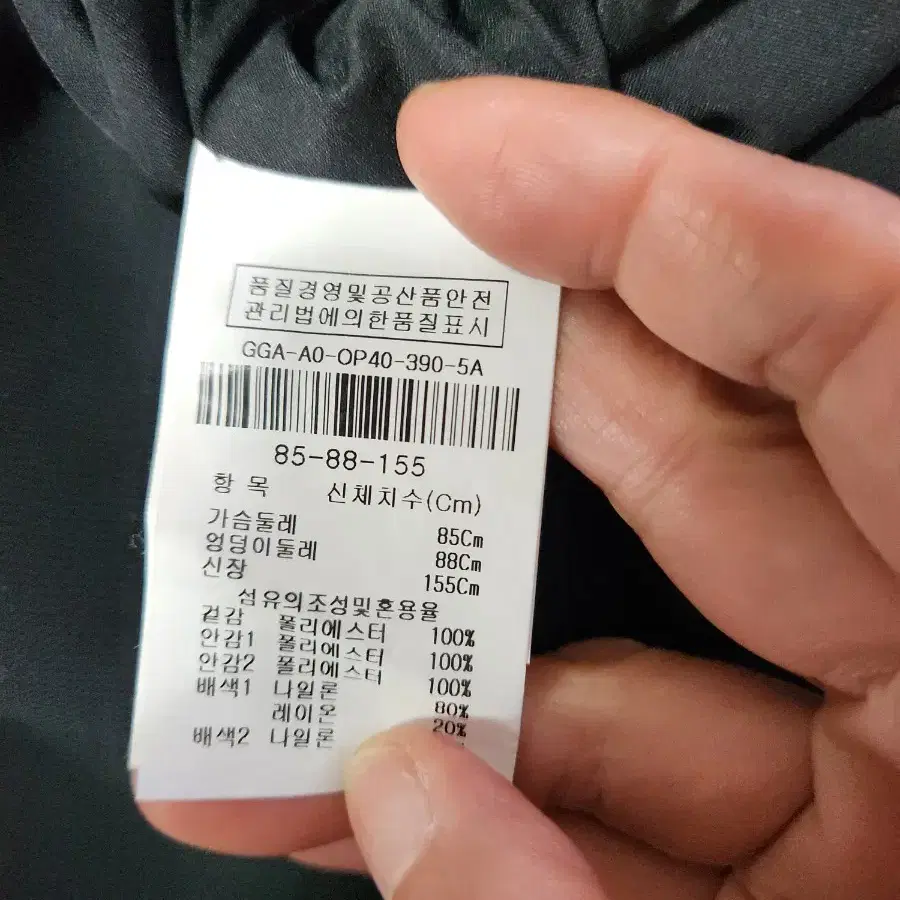 품질경영및공산품안전
관리법에의한품질표시
GGA-A0-OP40-390-5A
85-88-155
항 목 신체치수(Cm)
가슴둘레 85Cm
엉덩이둘레 88Cm
신장 155Cm
섬유의조성및혼용율
겉감 폴리에스터 100%
안감1 폴리에스터 100%
안감2 폴리에스터 100%
배색1 나일론 80%
레이온 20%
배색2 나일론